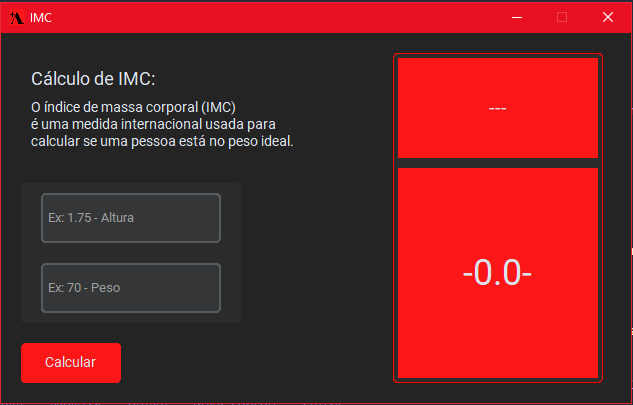 IMC
Cálculo de IMC:
O índice de massa corporal (IMC)
é uma medida internacional usada para
calcular se uma pessoa está no peso ideal.
Ex: 1.75 - Altura
Ex: 70 - Peso
Calcular
---
-0.0-